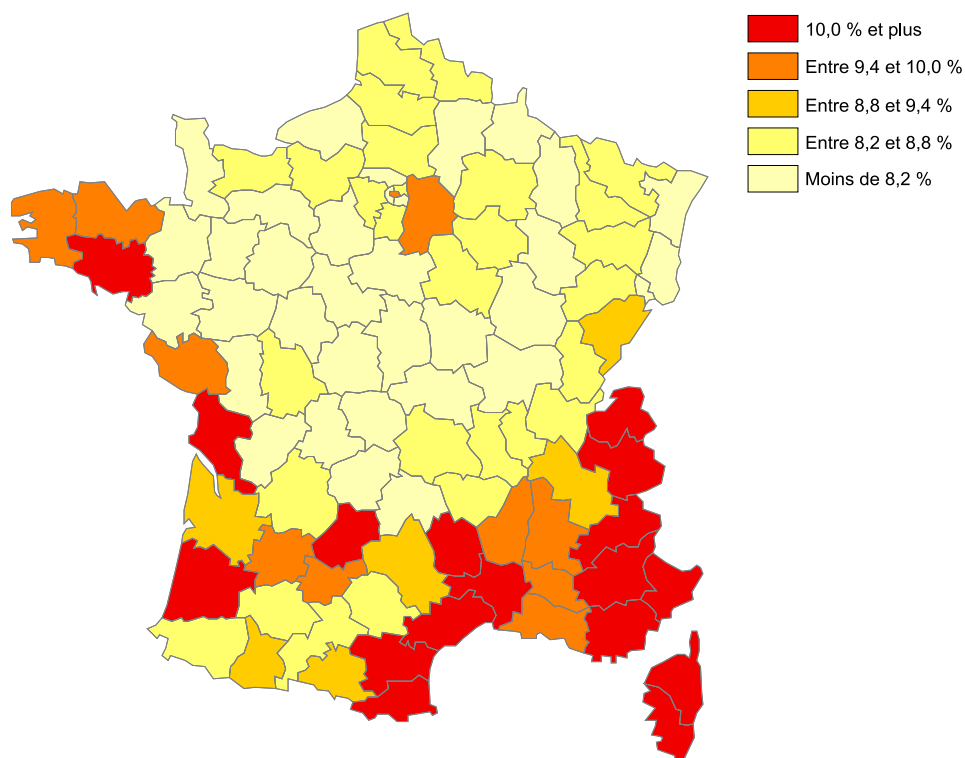 10,0 % et plus
Entre 9,4 et 10,0 %
Entre 8,8 et 9,4 %
Entre 8,2 et 8,8 %
Moins de 8,2 %